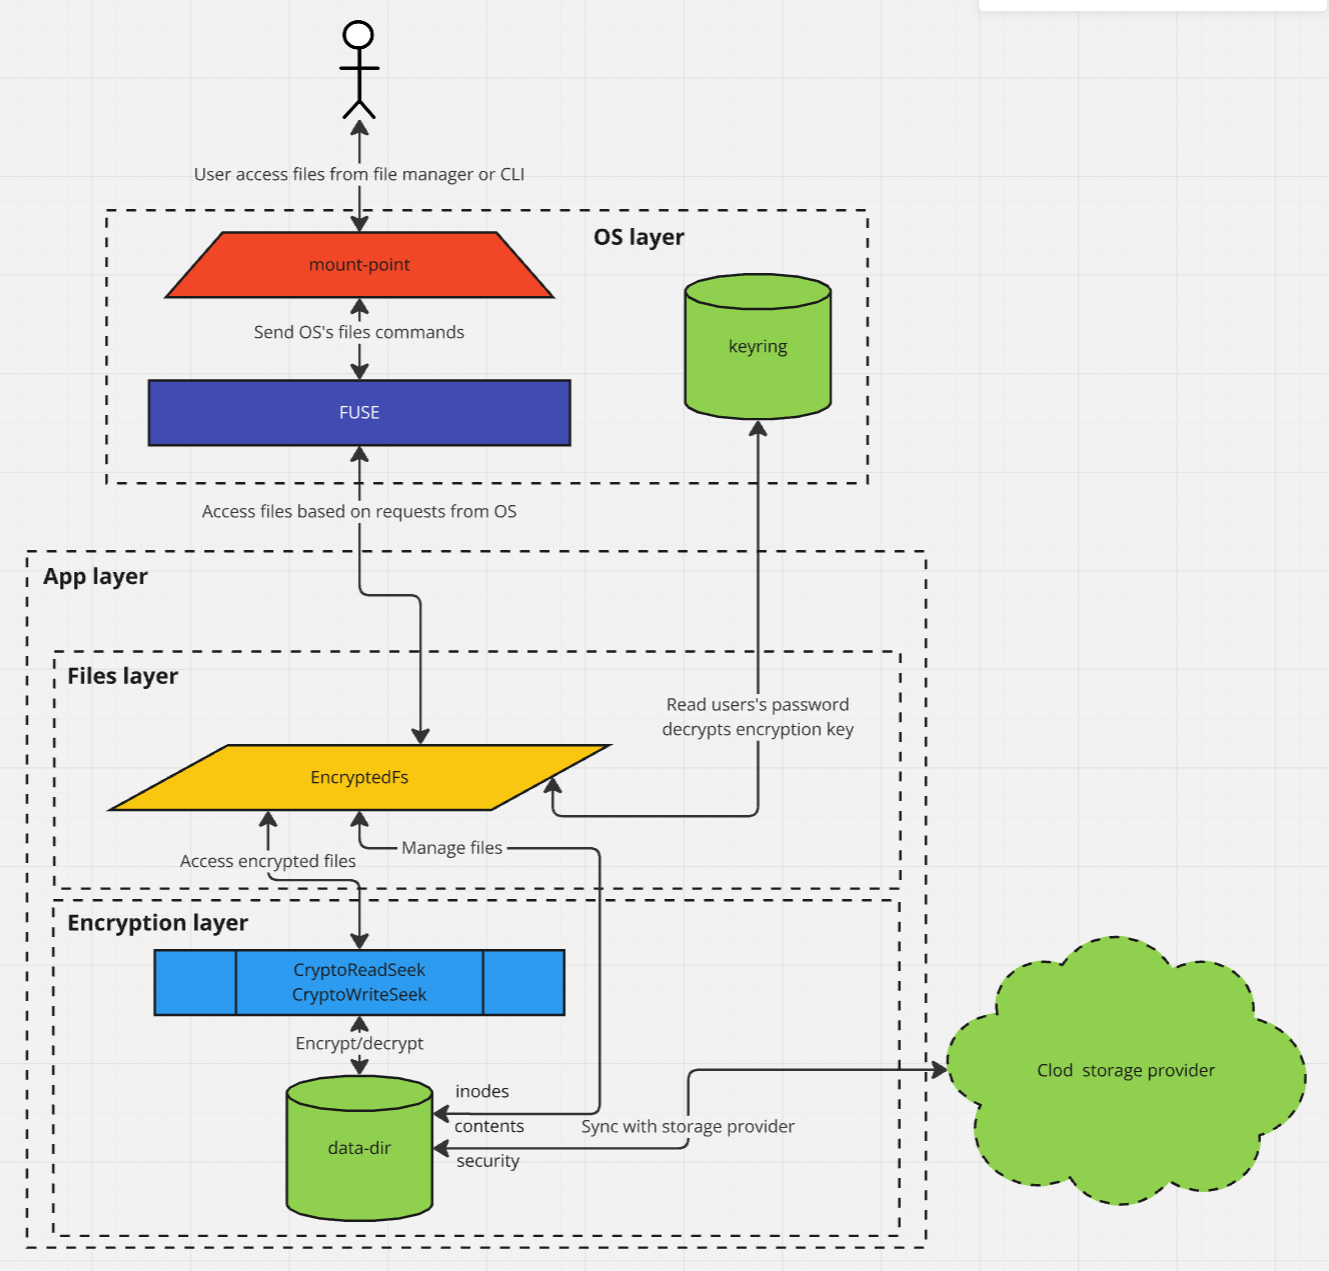 User access files from file manager or CLI
OS layer
mount-point
Send OS's files commands
keyring
FUSE
Access files based on requests from OS
App layer
Files layer
Read users's password
decrypts encryption key
EncryptedFs
Manage files
Access encrypted files
Encryption layer
CryptoReadSeek
CryptoWriteSeek
Encrypt/decrypt
Clod storage provider
inodes
contents
Sync with storage provider
data-dir
security